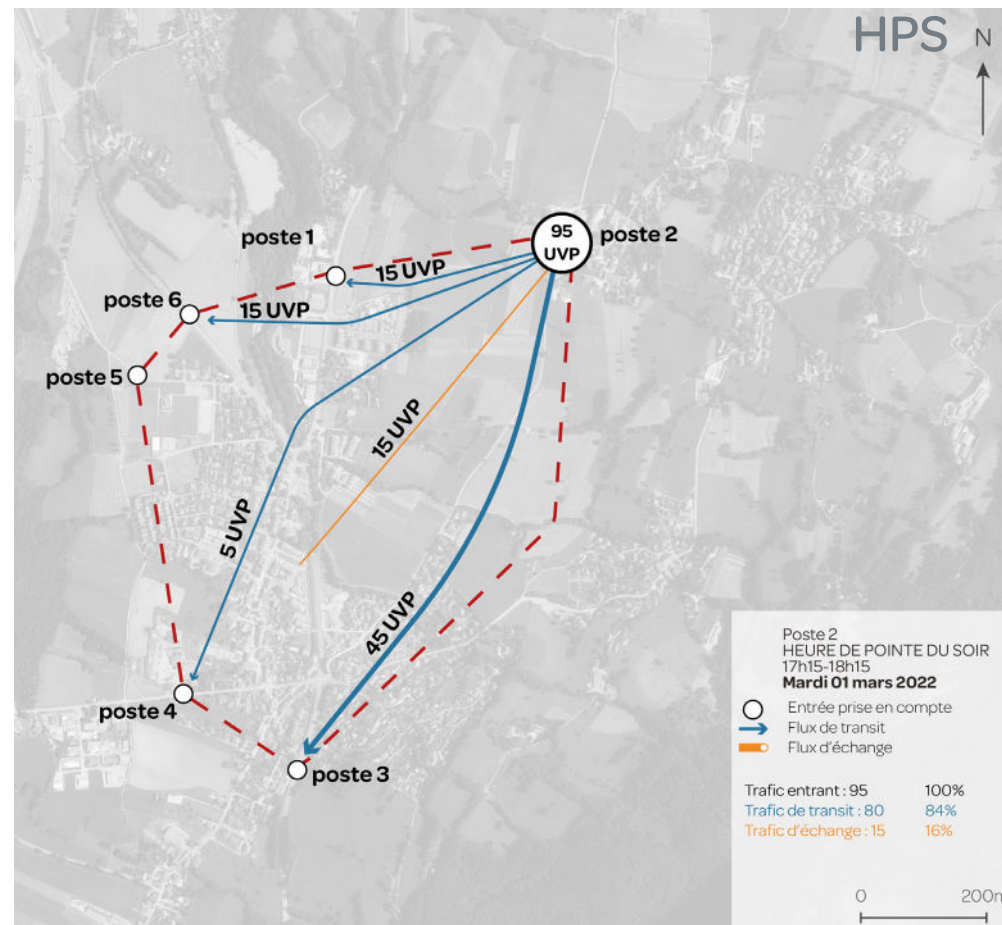 HPS
N
poste 1
95
UVP
poste 2
15 UVP
poste 6
15 UVP
poste 5
15 UVP
5 UVP
45 UVP
poste 4
poste 3
Poste 2
HEURE DE POINTE DU SOIR
17h15-18h15
Mardi 01 mars 2022
Entrée prise en compte
Flux de transit
Flux d'échange
Trafic entrant : 95 100%
Trafic de transit : 80 84%
Trafic d'échange : 15 16%
0 200m